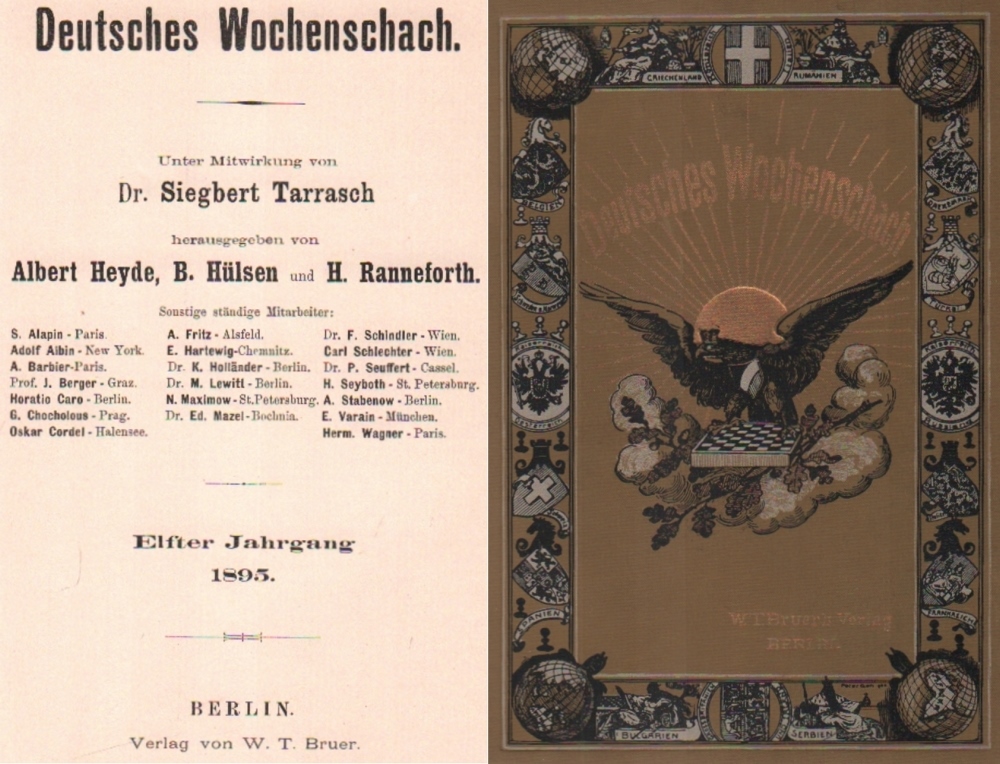 Deutsches Wochenschach.
Unter Mitwirkung von
Dr. Siegbert Tarrasch
herausgegeben von
Albert Heyde, B. Hülsen und H. Ranneforth.
Sonstige ständige Mitarbeiter:
S. Alapin - Paris.
Adolf Albin - New York.
A. Barbier-Paris.
Prof. J. Berger - Graz.
Horatio Caro - Berlin.
G. Chocholous - Prag.
Oskar Cordel - Halensee.
A. Fritz - Alsfeld.
E. Hartewig-Chemnitz.
Dr. K. Holländer - Berlin.
Dr. M. Lewitt - Berlin.
N. Maximow - St.Petersburg.
Dr. Ed. Mazel-Bochnia.
Dr. F. Schindler - Wien.
Carl Schlechter - Wien.
Dr. P. Seuffert - Cassel.
H. Seyboth - St. Petersburg.
A. Stabenow - Berlin.
E. Varain - München.
Herm. Wagner - Paris.
Elfter Jahrgang
1895.
BERLIN.
Verlag von W. T. Bruer.
GRIECHENLAND
RUMÄNIEN
Deutsches Wochenschach
BELGIEN
FRANKREICH
W. T. Bruer's Verlag
BERLIN.
BULGARIEN
SERBIEN